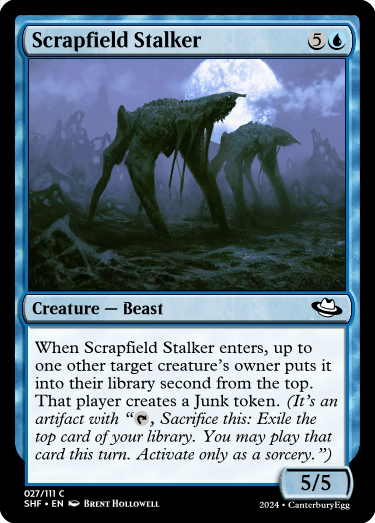 Scrapfield Stalker 5
Creature — Beast
When Scrapfield Stalker enters, up to
one other target creature's owner puts it
into their library second from the top.
That player creates a Junk token. (It's an
artifact with “, Sacrifice this: Exile the
top card of your library. You may play that
card this turn. Activate only as a sorcery.”)
5/5
027/111 C
SHF • EN Brent Hollowell
2024 • CanterburyEgg